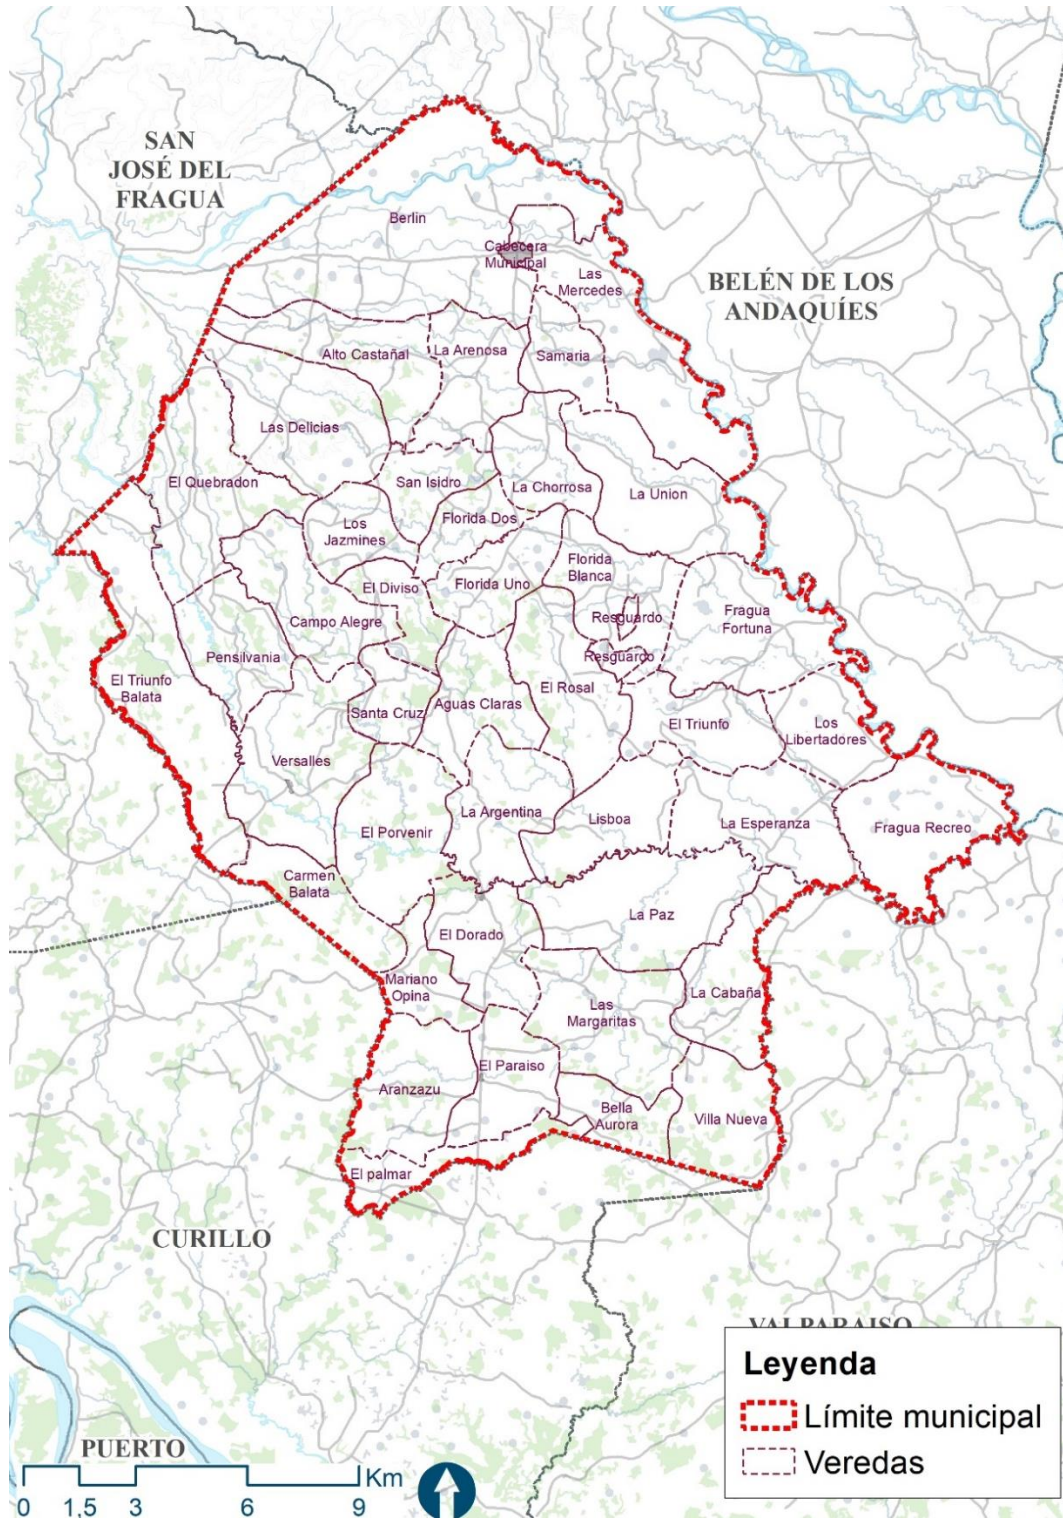 SAN
JOSÉ DEL
FRAGUA
Berlin
Cabecera
Municipal
Las
Mercedes
BELÉN DE LOS
ANDAQUÍES
Alto Castañal
La Arenosa
Samaria
Las Delicias
El Quebradon
San Isidro
La Chorrosa
La Union
Los
Jazmines
Florida Dos
El Diviso
Florida Uno
Florida
Blanca
Resguardo
Fragua
Fortuna
Campo Alegre
Resguardo
Pensilvania
El Triunfo
Balata
Santa Cruz
Aguas Claras
El Rosal
El Triunfo
Los
Libertadores
Versalles
La Argentina
Lisboa
La Esperanza
Fragua Recreo
El Porvenir
Carmen
Balata
La Paz
El Dorado
Mariano
Opina
Las
Margaritas
La Cabaña
El Paraiso
Aranzazu
Bella
Aurora
Villa Nueva
El palmar
CURILLO
VALPARAISO
Leyenda
Límite municipal
Veredas
PUERTO
Km
0 1,5 3 6 9